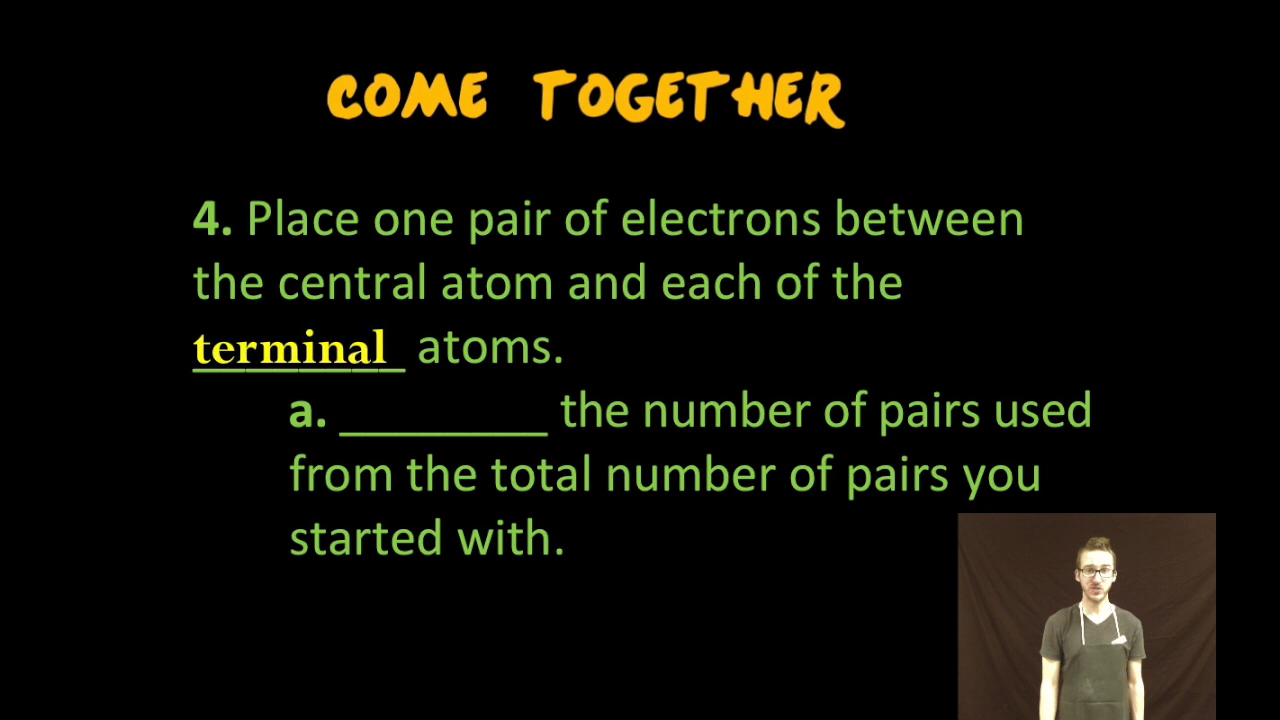 COME TOGETHER
4. Place one pair of electrons between
the central atom and each of the
terminal atoms.
a. _________ the number of pairs used
from the total number of pairs you
started with.